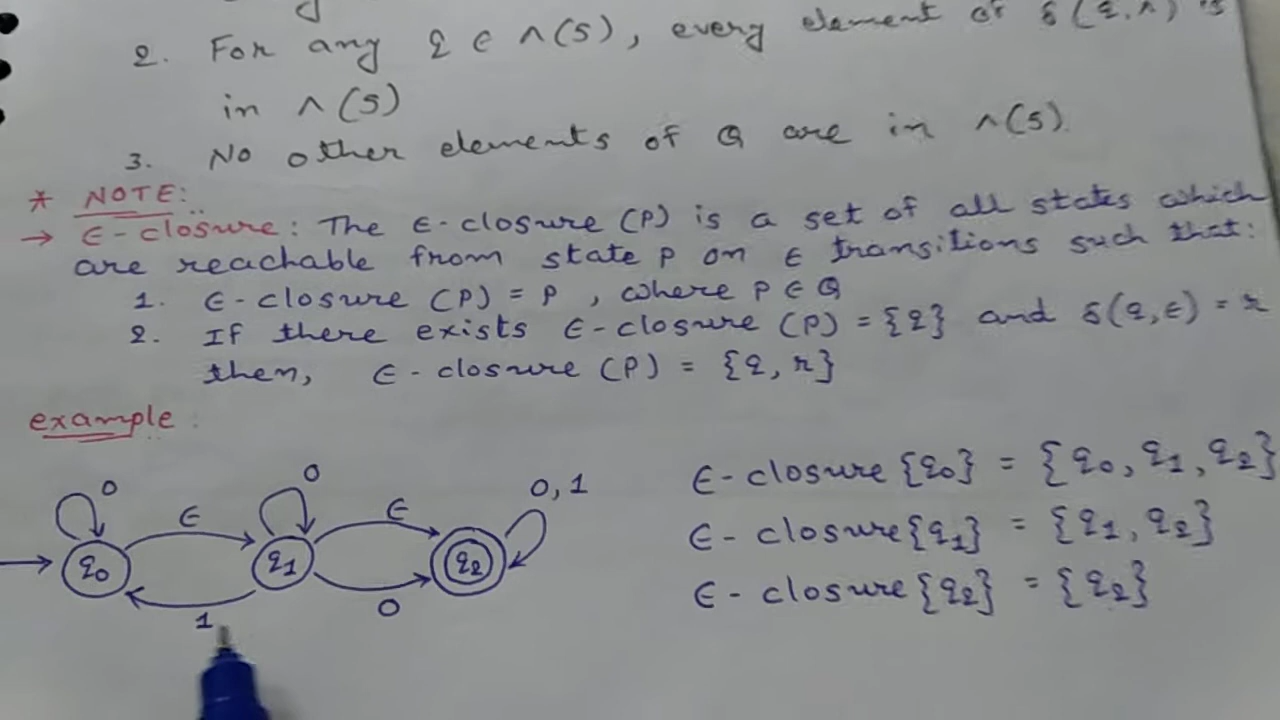 2. For any q ∈ ∧(S), every element of δ(q,∧) is
in ∧(S)
3. No other elements of Q are in ∧(S).
* NOTE:
→ ∈-closure: The ∈-closure (P) is a set of all states which
are reachable from state P on ∈ transitions such that:
1. ∈-closure (P) = P , where P ∈ Q
2. If there exists ∈-closure (P) = {q} and δ(q,∈) = r
then, ∈-closure (P) = {q, r}
example:
0
0
∈
∈
0, 1
q0
q1
q2
1
0
∈-closure {q0} = {q0, q1, q2}
∈-closure {q1} = {q1, q2}
∈-closure {q2} = {q2}